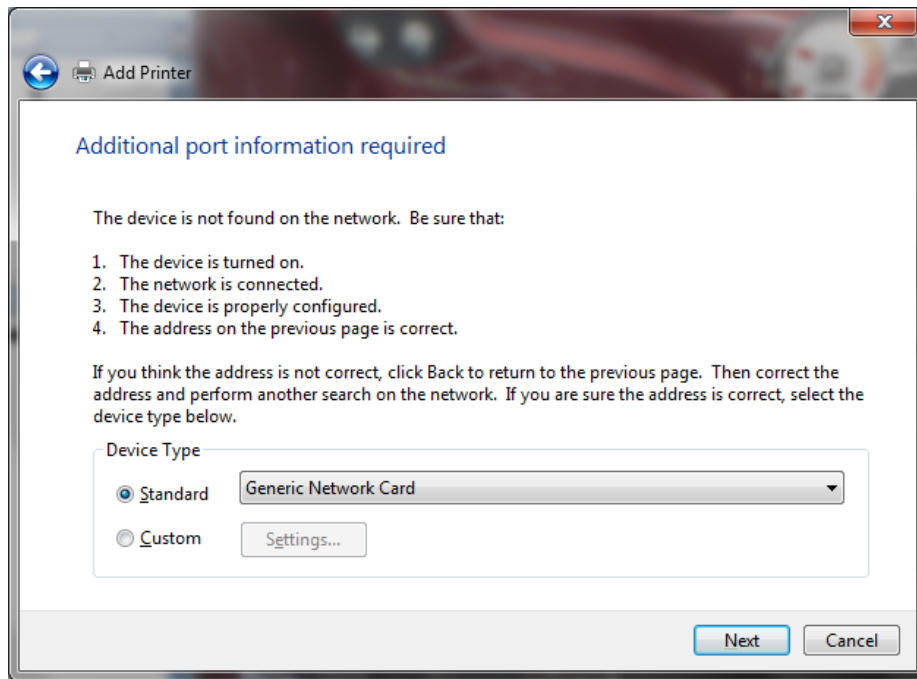 Add Printer
Additional port information required
The device is not found on the network.  Be sure that:
1.  The device is turned on.
2.  The network is connected.
3.  The device is properly configured.
4.  The address on the previous page is correct.
If you think the address is not correct, click Back to return to the previous page.  Then correct the
address and perform another search on the network.  If you are sure the address is correct, select the
device type below.
Device Type
Standard
Generic Network Card
Custom
Settings...
Next
Cancel